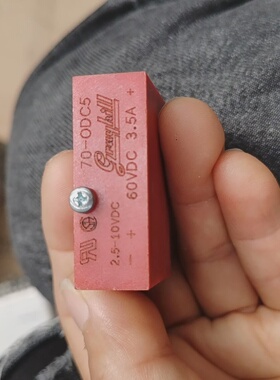 70-ODC5
Grayhill
60VDC 3.5A +
2.5-10VDC
- +